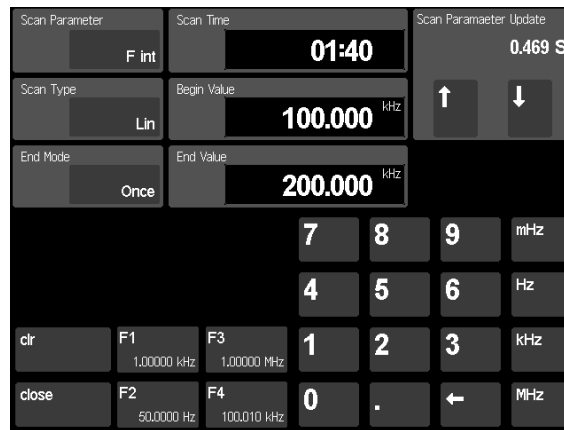 Scan Parameter
F int
Scan Time
01:40
Scan Paramaeter Update
0.469 S
Scan Type
Lin
Begin Value
100.000 kHz
End Mode
Once
End Value
200.000 kHz
7 8 9 mHz
4 5 6 Hz
clr
F1
1.00000 kHz
F3
1.00000 MHz
1 2 3 kHz
close
F2
50.0000 Hz
F4
100.010 kHz
0 . ← MHz